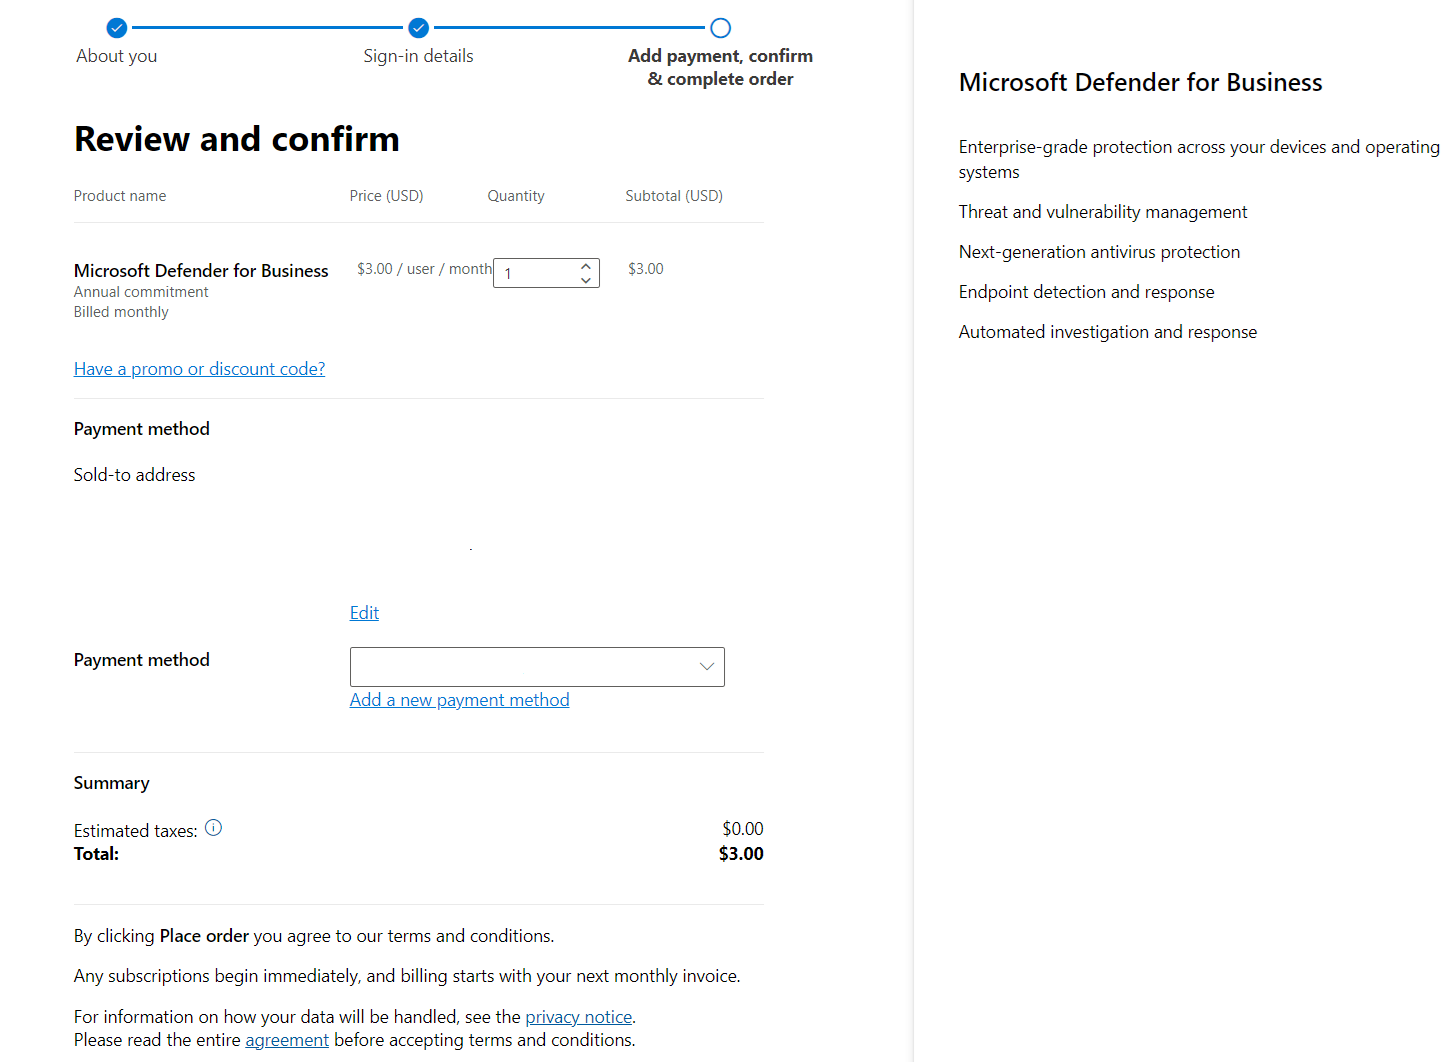 About you
Sign-in details
Add payment, confirm
& complete order
Review and confirm
Product name Price (USD) Quantity Subtotal (USD)
Microsoft Defender for Business $3.00 / user / month 1 $3.00
Annual commitment
Billed monthly
Have a promo or discount code?
Payment method
Sold-to address
Edit
Payment method
Add a new payment method
Summary
Estimated taxes: $0.00
Total: $3.00
By clicking Place order you agree to our terms and conditions.
Any subscriptions begin immediately, and billing starts with your next monthly invoice.
For information on how your data will be handled, see the privacy notice.
Please read the entire agreement before accepting terms and conditions.
Microsoft Defender for Business
Enterprise-grade protection across your devices and operating
systems
Threat and vulnerability management
Next-generation antivirus protection
Endpoint detection and response
Automated investigation and response